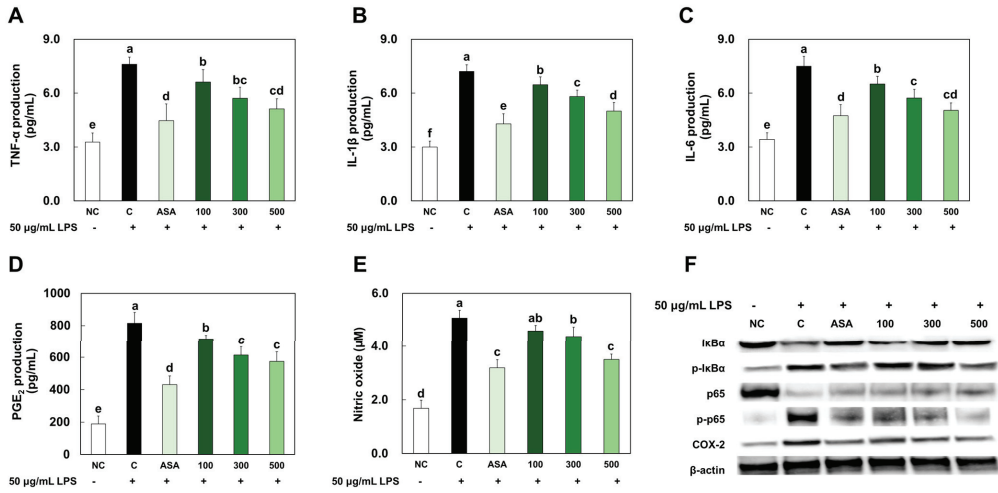 A
TNF-α production
(pg/mL)
9.0
6.0
3.0
0.0
e
a
d
b
bc
cd
NC C ASA 100 300 500
50 μg/mL LPS - + + + + +
B
IL-1β production
(pg/mL)
9.0
6.0
3.0
0.0
f
a
e
b
c
d
NC C ASA 100 300 500
50 μg/mL LPS - + + + + +
C
IL-6 production
(pg/mL)
9.0
6.0
3.0
0.0
e
a
d
b
c
cd
NC C ASA 100 300 500
50 μg/mL LPS - + + + + +
D
PGE₂ production
(pg/mL)
1000
800
600
400
200
0
e
a
d
b
c
c
NC C ASA 100 300 500
50 μg/mL LPS - + + + + +
E
Nitric oxide (μM)
6.0
4.0
2.0
0.0
d
a
c
ab
b
c
NC C ASA 100 300 500
50 μg/mL LPS - + + + + +
F
50 μg/mL LPS - + + + + +
NC C ASA 100 300 500
IκBα
p-IκBα
p65
p-p65
COX-2
β-actin